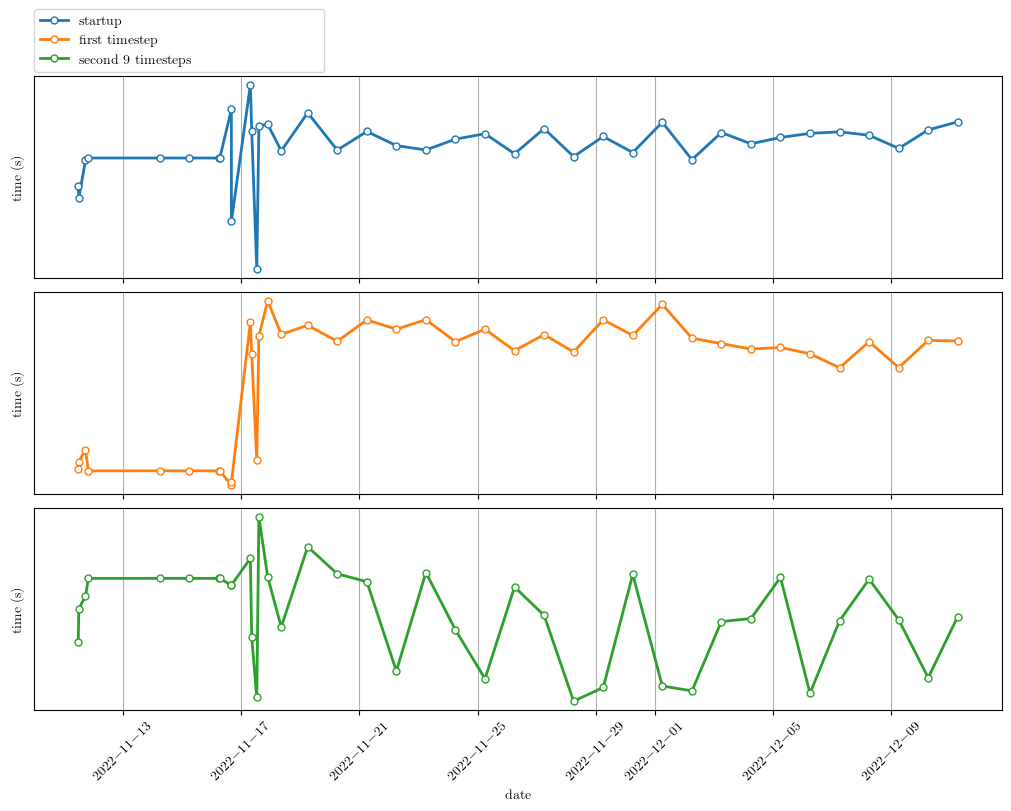 startup
first timestep
second 9 timesteps
time (s)
time (s)
time (s)
2022−11−13
2022−11−17
2022−11−21
2022−11−25
2022−11−29
2022−12−01
2022−12−05
2022−12−09
date